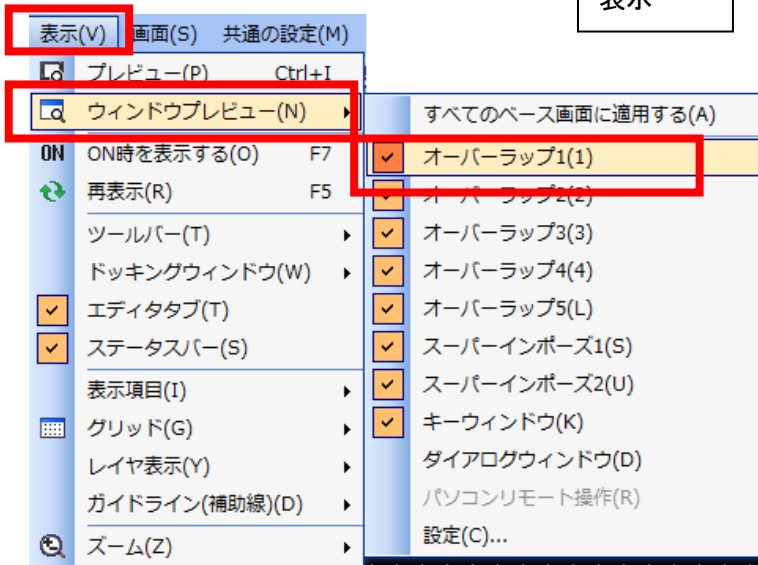 表示
表示(V) 画面(S) 共通の設定(M)
プレビュー(P) Ctrl+I
ウィンドウプレビュー(N)
ON ON時を表示する(O) F7
再表示(R) F5
ツールバー(T)
ドッキングウィンドウ(W)
エディタタブ(T)
ステータスバー(S)
表示項目(I)
グリッド(G)
レイヤ表示(Y)
ガイドライン(補助線)(D)
ズーム(Z)
すべてのベース画面に適用する(A)
オーバーラップ1(1)
オーバーラップ2(2)
オーバーラップ3(3)
オーバーラップ4(4)
オーバーラップ5(L)
スーパーインポーズ1(S)
スーパーインポーズ2(U)
キーウィンドウ(K)
ダイアログウィンドウ(D)
パソコンリモート操作(R)
設定(C)...